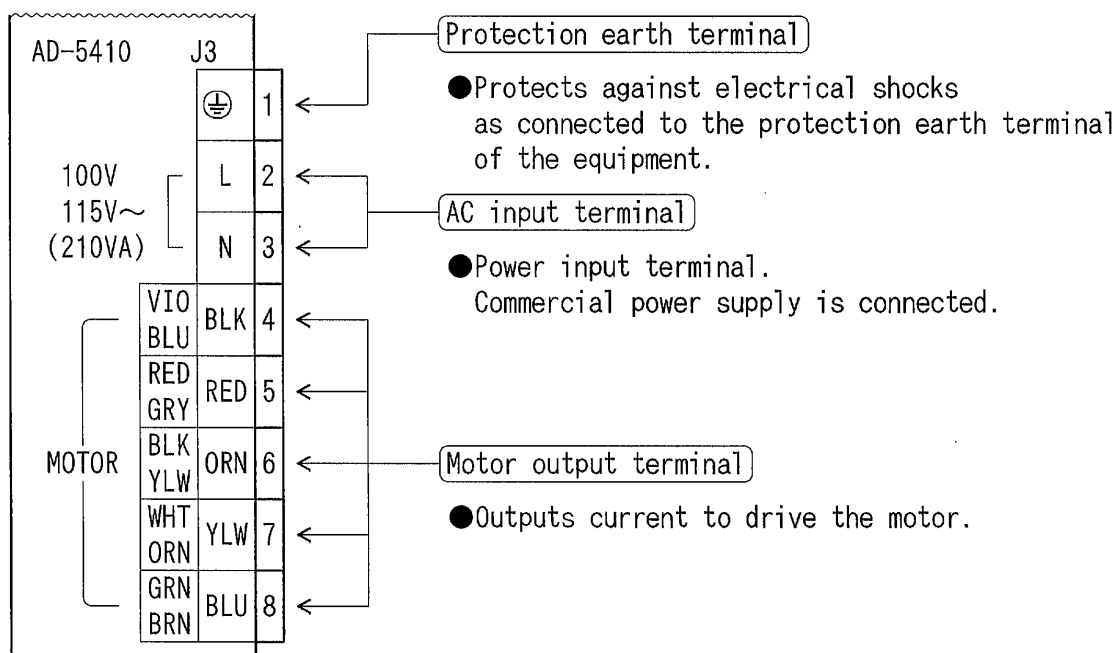 AD-5410 J3
Protection earth terminal
1
●Protects against electrical shocks
as connected to the protection earth terminal
of the equipment.
100V
115V~
(210VA)
L 2
N 3
AC input terminal
●Power input terminal.
Commercial power supply is connected.
MOTOR
VIO
BLU
BLK 4
RED
GRY
RED 5
BLK
YLW
ORN 6
WHT
ORN
YLW 7
GRN
BRN
BLU 8
Motor output terminal
●Outputs current to drive the motor.